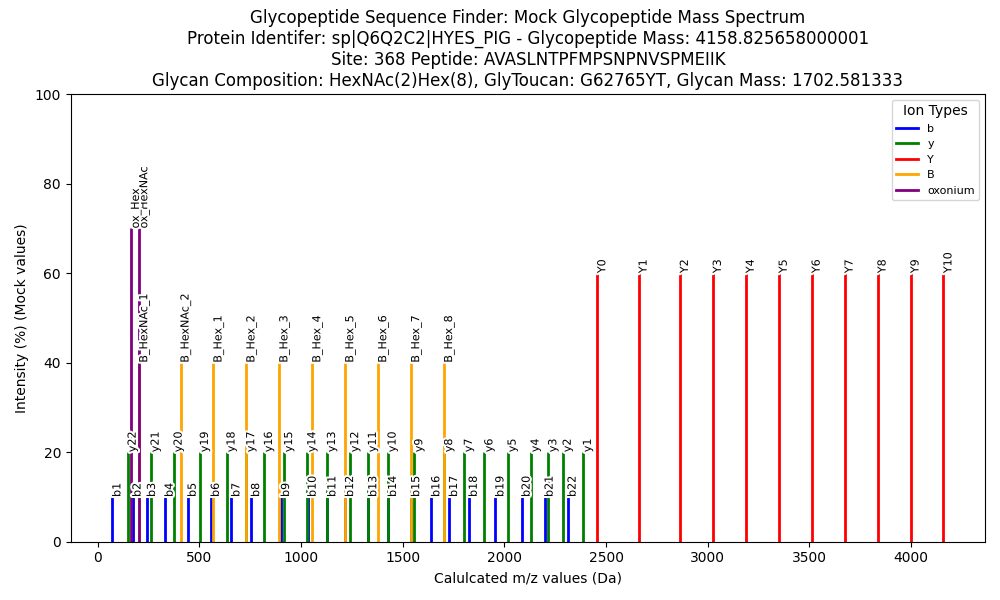 Glycopeptide Sequence Finder: Mock Glycopeptide Mass Spectrum
Protein Identifer: sp|Q6Q2C2|HYES_PIG - Glycopeptide Mass: 4158.825658000001
Site: 368 Peptide: AVASLNTPFMPSNPNVSPMEIIK
Glycan Composition: HexNAc(2)Hex(8), GlyToucan: G62765YT, Glycan Mass: 1702.581333
Intensity (%) (Mock values)
100
80
60
40
20
0
Ion Types
b
y
Y
B
oxonium
ox_Hex
ox_HexNAc
B_HexNAc_1
B_HexNAc_2
B_Hex_1
B_Hex_2
B_Hex_3
B_Hex_4
B_Hex_5
B_Hex_6
B_Hex_7
B_Hex_8
Y0
Y1
Y2
Y3
Y4
Y5
Y6
Y7
Y8
Y9
Y10
y22
y21
y20
y19
y18
y17
y16
y15
y14
y13
y12
y11
y10
y9
y8
y7
y6
y5
y4
y3
y2
y1
b1
b2
b3
b4
b5
b6
b7
b8
b9
b10
b11
b12
b13
b14
b15
b16
b17
b18
b19
b20
b21
b22
0
500
1000
1500
2000
2500
3000
3500
4000
Calulcated m/z values (Da)